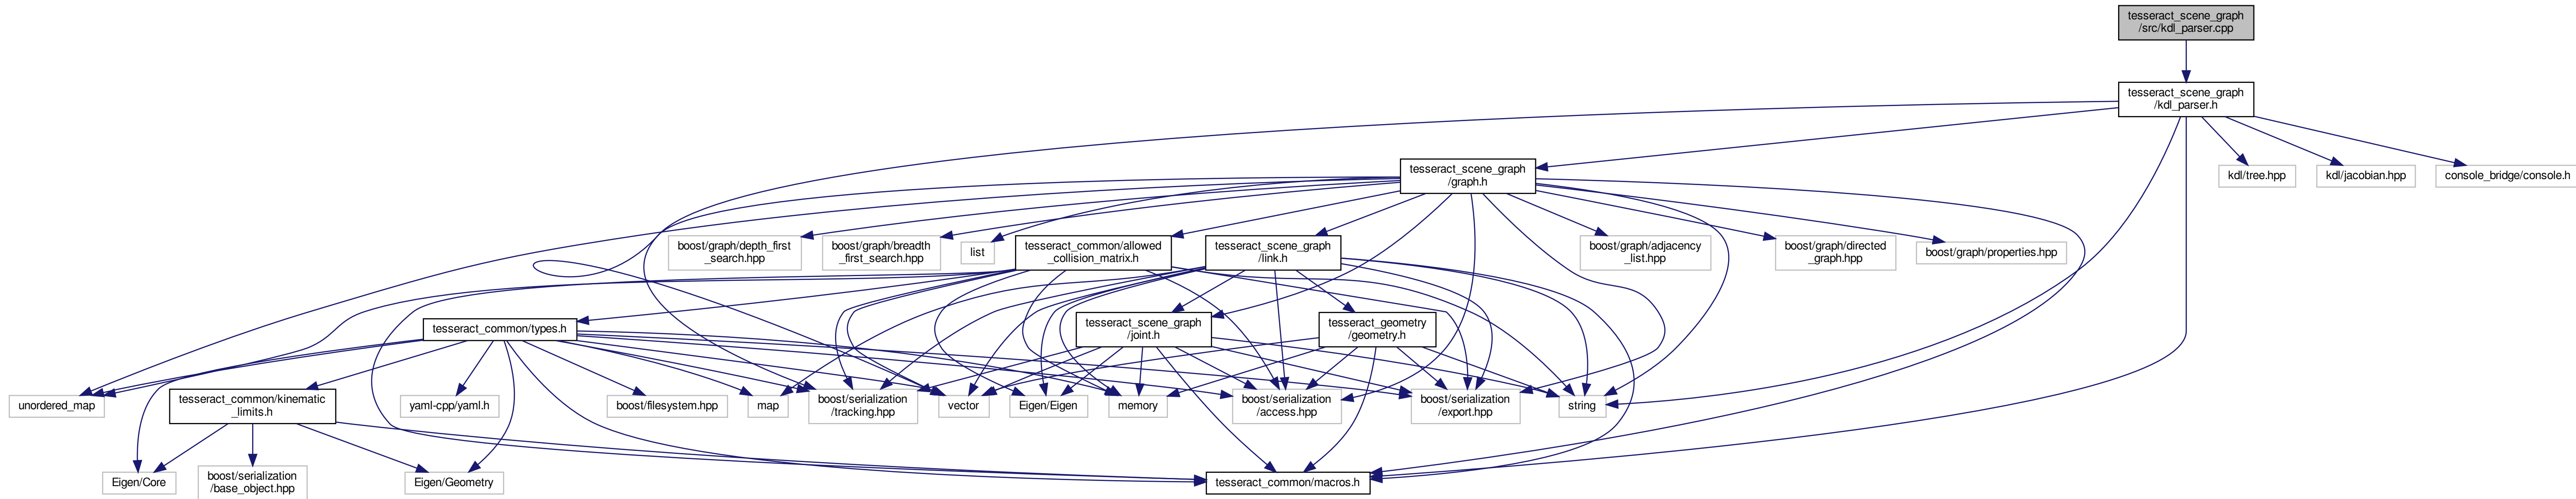 tesseract_scene_graph
/src/kdl_parser.cpp
tesseract_scene_graph
/kdl_parser.h
tesseract_scene_graph
/graph.h
kdl/tree.hpp
kdl/jacobian.hpp
console_bridge/console.h
boost/graph/depth_first
_search.hpp
boost/graph/breadth
_first_search.hpp
list
tesseract_common/allowed
_collision_matrix.h
tesseract_scene_graph
/link.h
boost/graph/adjacency
_list.hpp
boost/graph/directed
_graph.hpp
boost/graph/properties.hpp
tesseract_common/types.h
tesseract_scene_graph
/joint.h
tesseract_geometry
/geometry.h
unordered_map
tesseract_common/kinematic
_limits.h
yaml-cpp/yaml.h
boost/filesystem.hpp
map
boost/serialization
/tracking.hpp
vector
Eigen/Eigen
memory
boost/serialization
/access.hpp
boost/serialization
/export.hpp
string
Eigen/Core
boost/serialization
/base_object.hpp
Eigen/Geometry
tesseract_common/macros.h